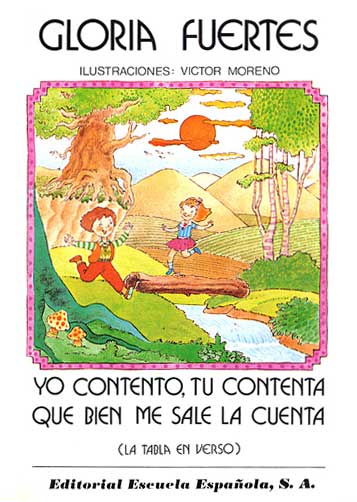 GLORIA FUERTES
ILUSTRACIONES: VICTOR MORENO
YO CONTENTO, TU CONTENTA
QUE BIEN ME SALE LA CUENTA
(LA TABLA EN VERSO)
Editorial Escuela Española, S. A.